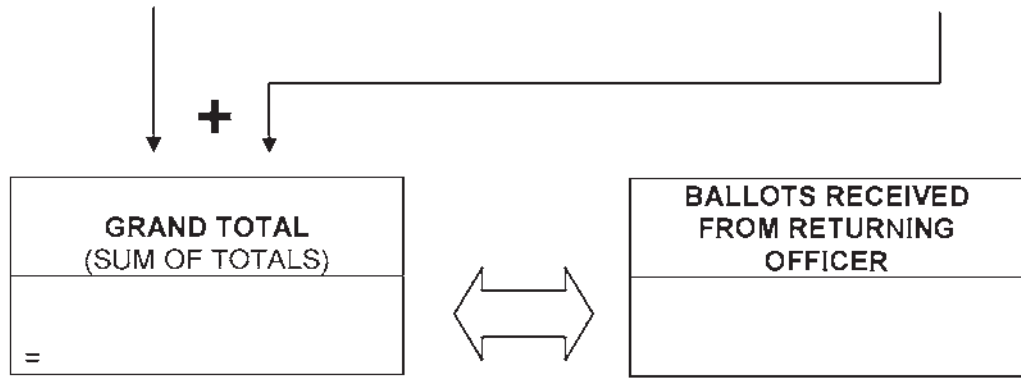 +
GRAND TOTAL
(SUM OF TOTALS)
=
BALLOTS RECEIVED
FROM RETURNING
OFFICER